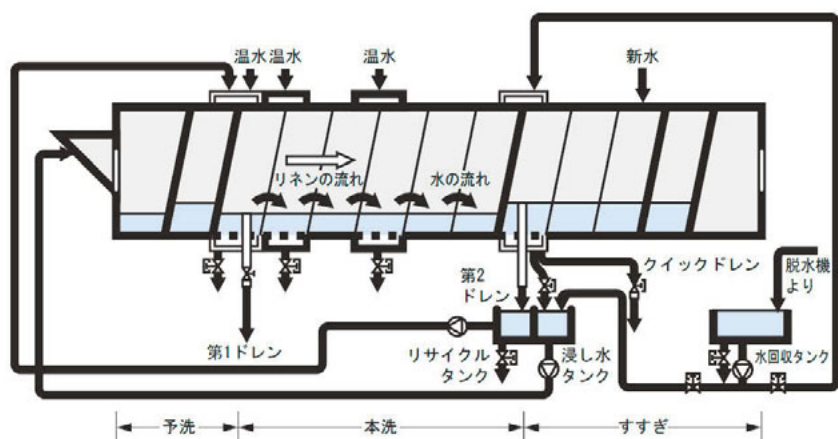 温水 温水
温水
新水
リネンの流れ
水の流れ
第2
ドレン
クイックドレン
脱水機
より
第1ドレン
リサイクル
タンク
浸し水
タンク
水回収タンク
予洗
本洗
すすぎ